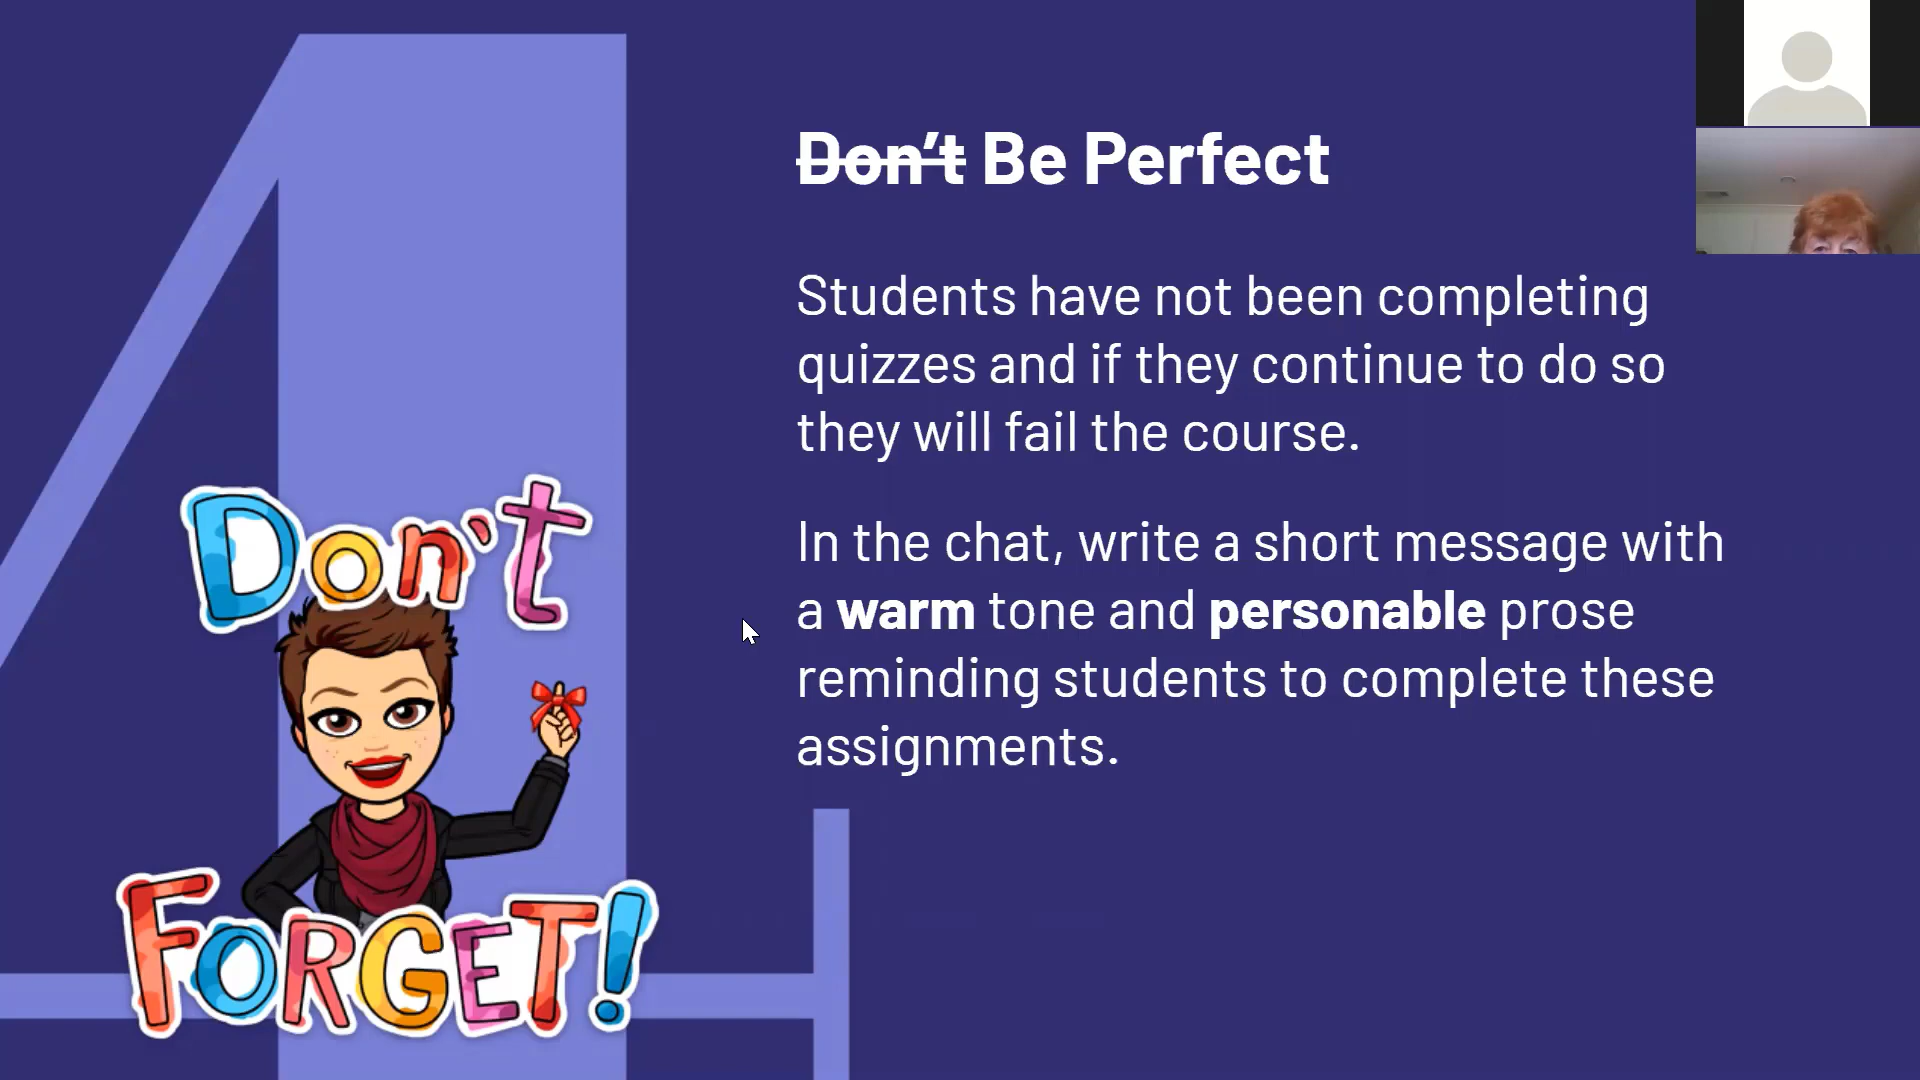 4
Don't Be Perfect
Students have not been completing
quizzes and if they continue to do so
they will fail the course.
In the chat, write a short message with
a warm tone and personable prose
reminding students to complete these
assignments.
Don't
FORGET!